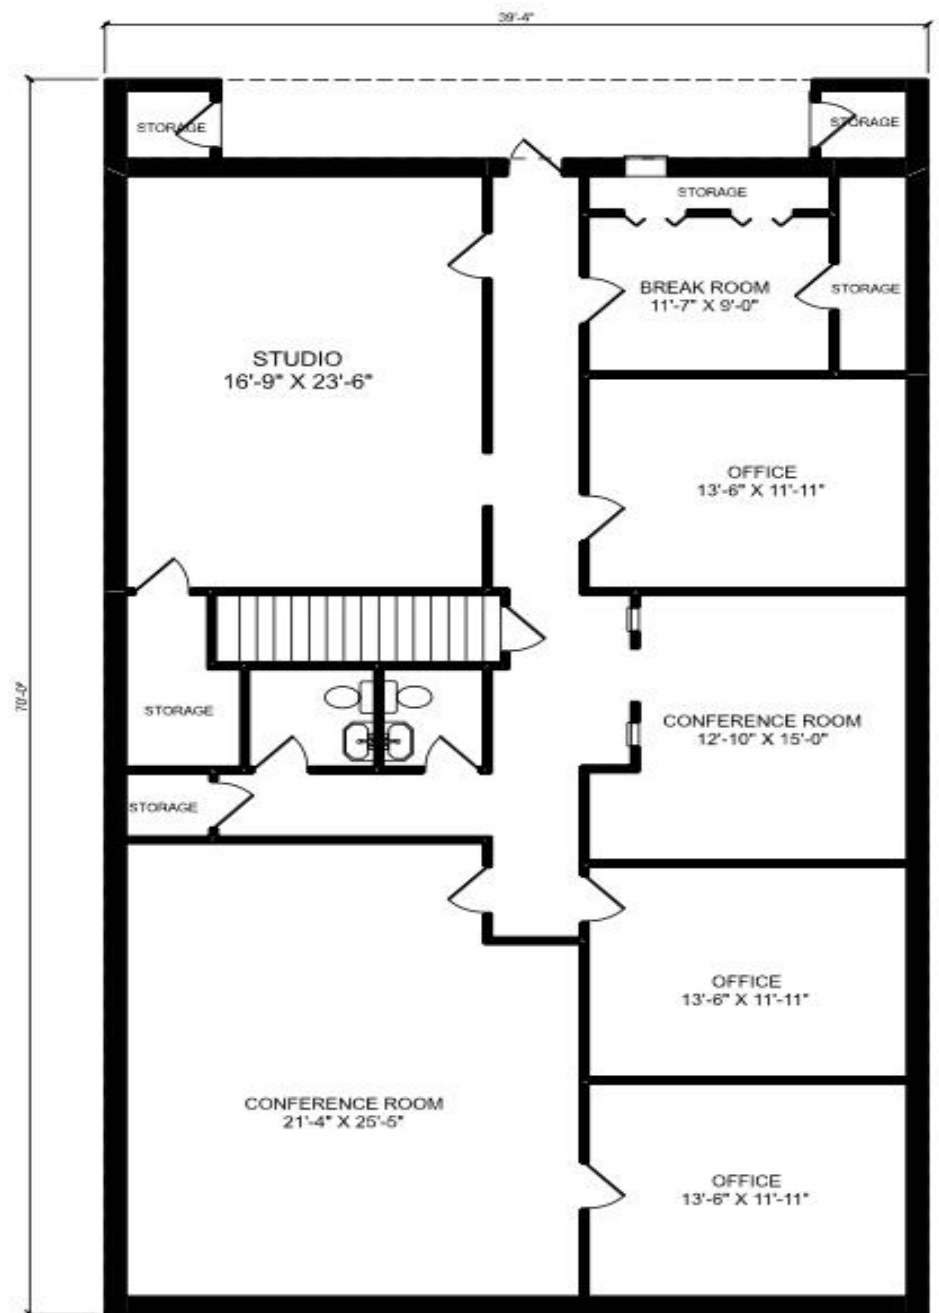 39'-4"
STORAGE
STORAGE
STORAGE
BREAK ROOM
11'-7" X 9'-0"
STORAGE
STUDIO
16'-9" X 23'-6"
OFFICE
13'-6" X 11'-11"
70'-0"
STORAGE
CONFERENCE ROOM
12'-10" X 15'-0"
STORAGE
OFFICE
13'-6" X 11'-11"
CONFERENCE ROOM
21'-4" X 25'-5"
OFFICE
13'-6" X 11'-11"